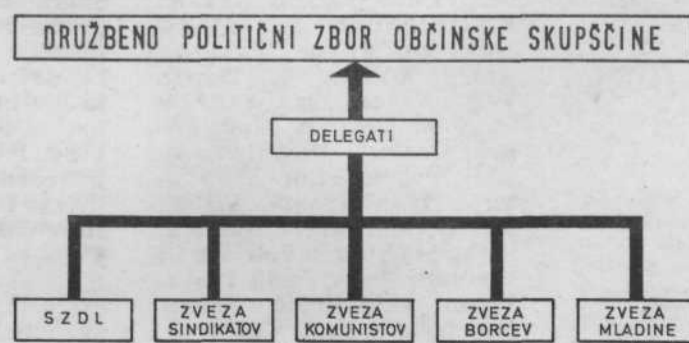 DRUŽBENO POLITIČNI ZBOR OBČINSKE SKUPŠČINE
DELEGATI
SZDL
ZVEZA
SINDIKATOV
ZVEZA
KOMUNISTOV
ZVEZA
BORCEV
ZVEZA
MLADINE